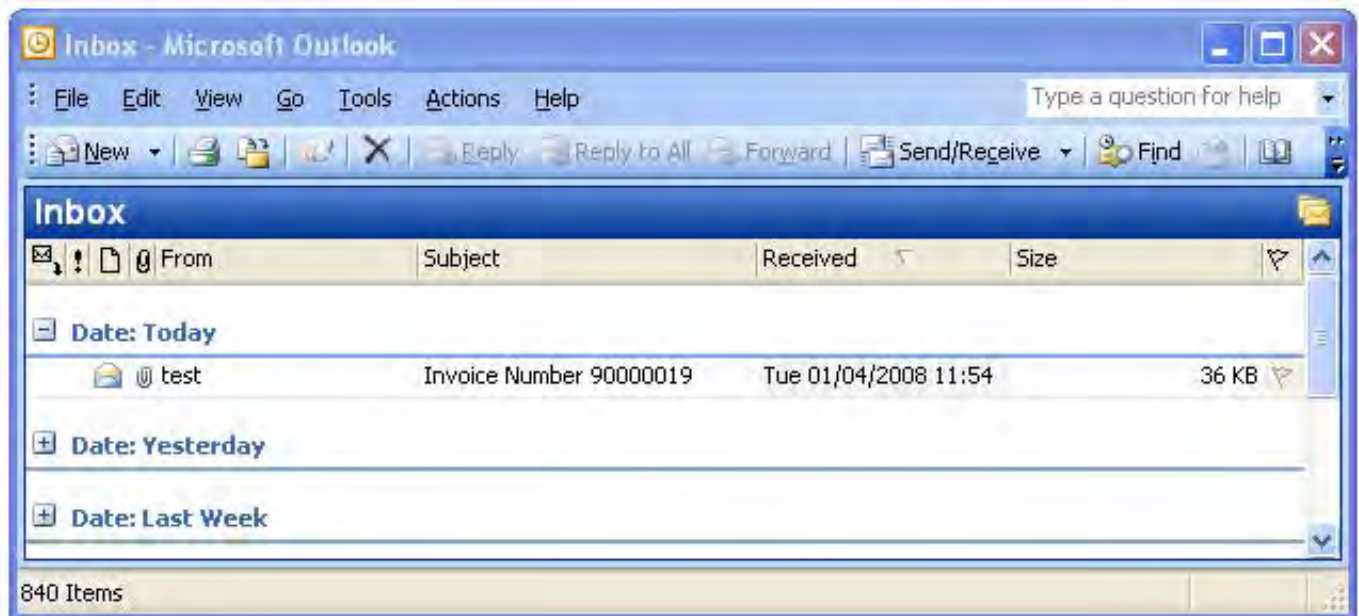 Inbox - Microsoft Outlook
File Edit View Go Tools Actions Help Type a question for help
New Reply Reply to All Forward Send/Receive Find
Inbox
! From Subject Received Size
Date: Today
test Invoice Number 90000019 Tue 01/04/2008 11:54 36 KB
Date: Yesterday
Date: Last Week
840 Items